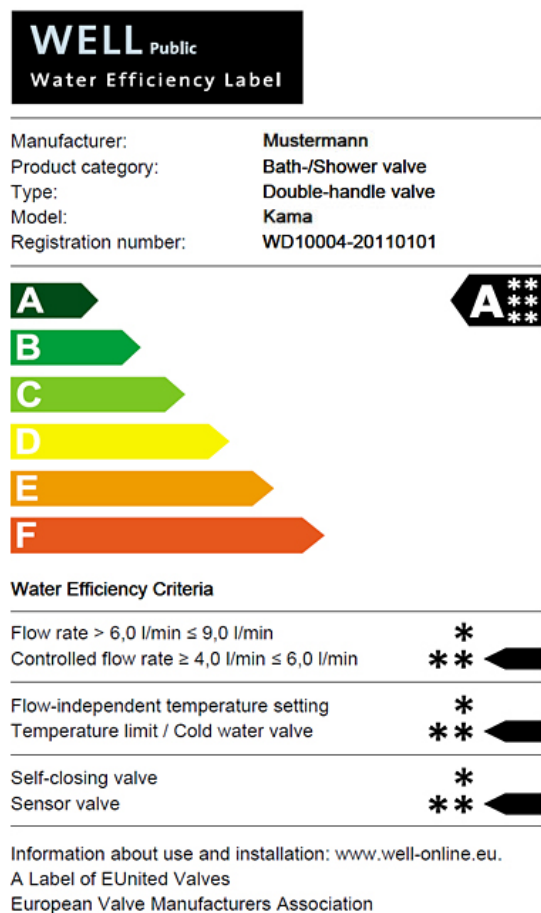 WELL Public
Water Efficiency Label
Manufacturer: Mustermann
Product category: Bath-/Shower valve
Type: Double-handle valve
Model: Kama
Registration number: WD10004-20110101
A
A ** ** **
B
C
D
E
F
Water Efficiency Criteria
Flow rate > 6,0 l/min ≤ 9,0 l/min *
Controlled flow rate ≥ 4,0 l/min ≤ 6,0 l/min **
Flow-independent temperature setting *
Temperature limit / Cold water valve **
Self-closing valve *
Sensor valve **
Information about use and installation: www.well-online.eu.
A Label of EUnited Valves
European Valve Manufacturers Association